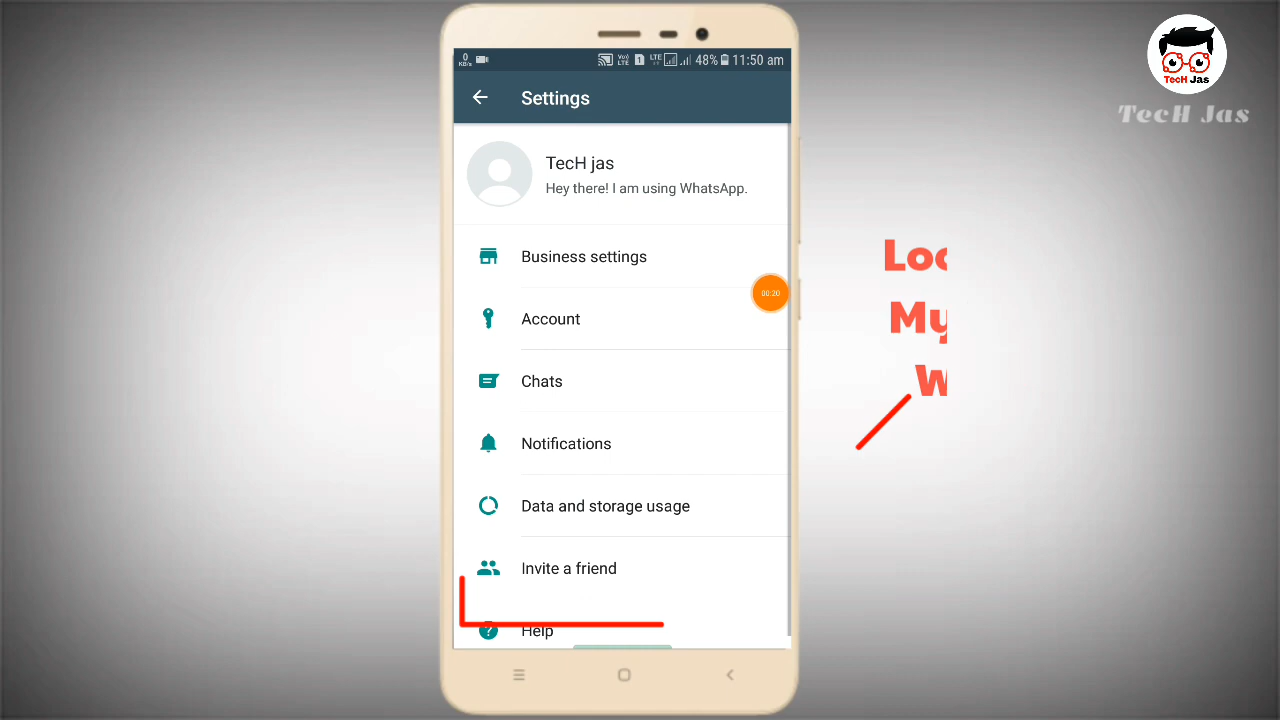 0
KB/s
Vo)
LTE
1
LTE
48%
11:50 am
Settings
TecH jas
Hey there! I am using WhatsApp.
Business settings
00:20
Account
Chats
Notifications
Data and storage usage
Invite a friend
Help
TecH Jas
TecH Jas
Loc
My
W